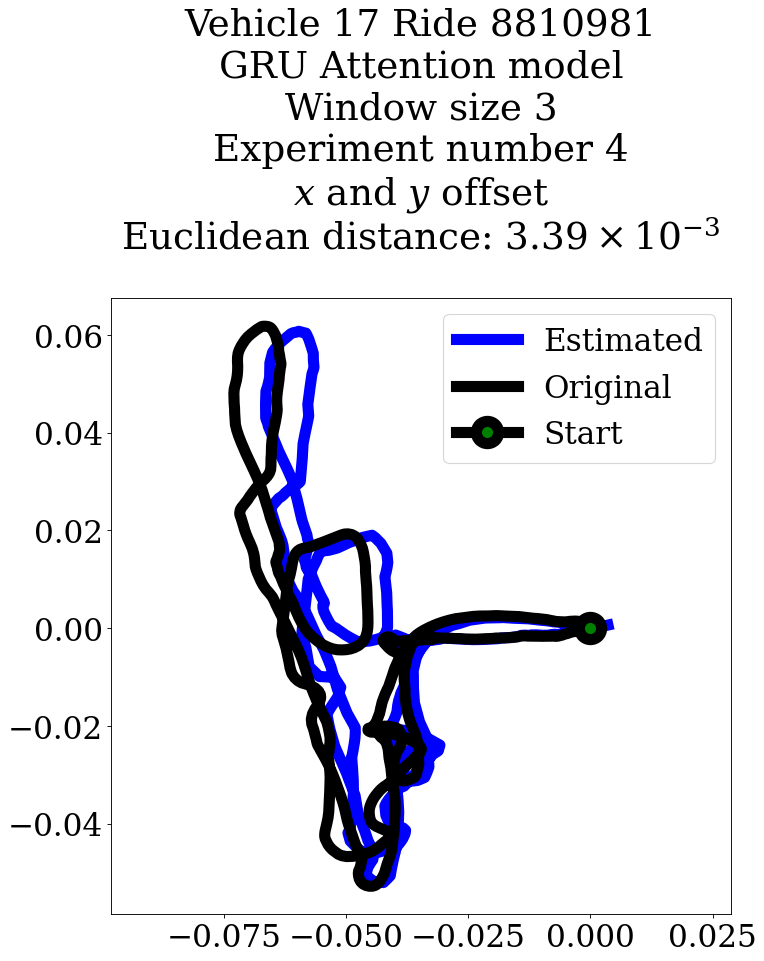 Vehicle 17 Ride 8810981
GRU Attention model
Window size 3
Experiment number 4
x and y offset
Euclidean distance: 3.39 × 10⁻³
Estimated
Original
Start
0.06
0.04
0.02
0.00
−0.02
−0.04
−0.075 −0.050 −0.025 0.000 0.025